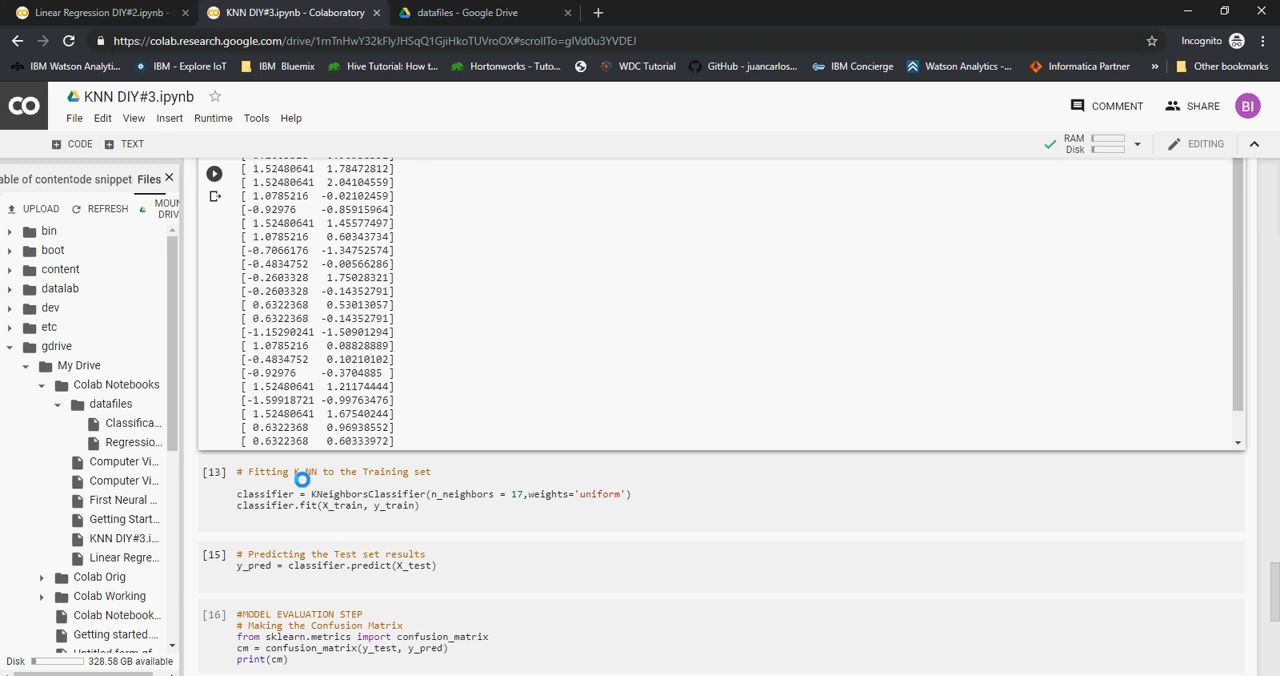 Linear Regression DIY#2.ipynb -
KNN DIY#3.ipynb - Colaboratory
datafiles - Google Drive
https://colab.research.google.com/drive/1rnTnHwY32kFlyJHSqQ1GjiHkoTUVroOX#scrollTo=gIVd0u3YVDEJ
Incognito
IBM Watson Analyti...
IBM - Explore IoT
IBM Bluemix
Hive Tutorial: How t...
Hortonworks - Tuto...
WDC Tutorial
GitHub - juancarlos...
IBM Concierge
Watson Analytics -...
Informatica Partner
»
Other bookmarks
CO
KNN DIY#3.ipynb
COMMENT
SHARE
BI
File Edit View Insert Runtime Tools Help
CODE
TEXT
RAM
Disk
EDITING
able of contentode snippet Files
UPLOAD
REFRESH
MOUN
DRIV
bin
boot
content
datalab
dev
etc
gdrive
My Drive
Colab Notebooks
datafiles
Classifica...
Regressio...
Computer Vi...
Computer Vi...
First Neural ...
Getting Start...
KNN DIY#3.i...
Linear Regre...
Colab Orig
Colab Working
Colab Notebook...
Getting started....
Disk
328.58 GB available
[ 1.52480641 1.78472812]
[ 1.52480641 2.04104559]
[ 1.0785216 -0.02102459]
[-0.92976 -0.85915964]
[ 1.52480641 1.45577497]
[ 1.0785216 0.60343734]
[-0.7066176 -1.34752574]
[-0.4834752 -0.00566286]
[-0.2603328 1.75028321]
[-0.2603328 -0.14352791]
[ 0.6322368 0.53013057]
[ 0.6322368 -0.14352791]
[-1.15290241 -1.50901294]
[ 1.0785216 0.08828889]
[-0.4834752 0.10210102]
[-0.92976 -0.3704885 ]
[ 1.52480641 1.21174444]
[-1.59918721 -0.99763476]
[ 1.52480641 1.67540244]
[ 0.6322368 0.96938552]
[ 0.6322368 0.60333972]
[13] # Fitting K-NN to the Training set
classifier = KNeighborsClassifier(n_neighbors = 17,weights='uniform')
classifier.fit(X_train, y_train)
[15] # Predicting the Test set results
y_pred = classifier.predict(X_test)
[16] #MODEL EVALUATION STEP
# Making the Confusion Matrix
from sklearn.metrics import confusion_matrix
cm = confusion_matrix(y_test, y_pred)
print(cm)